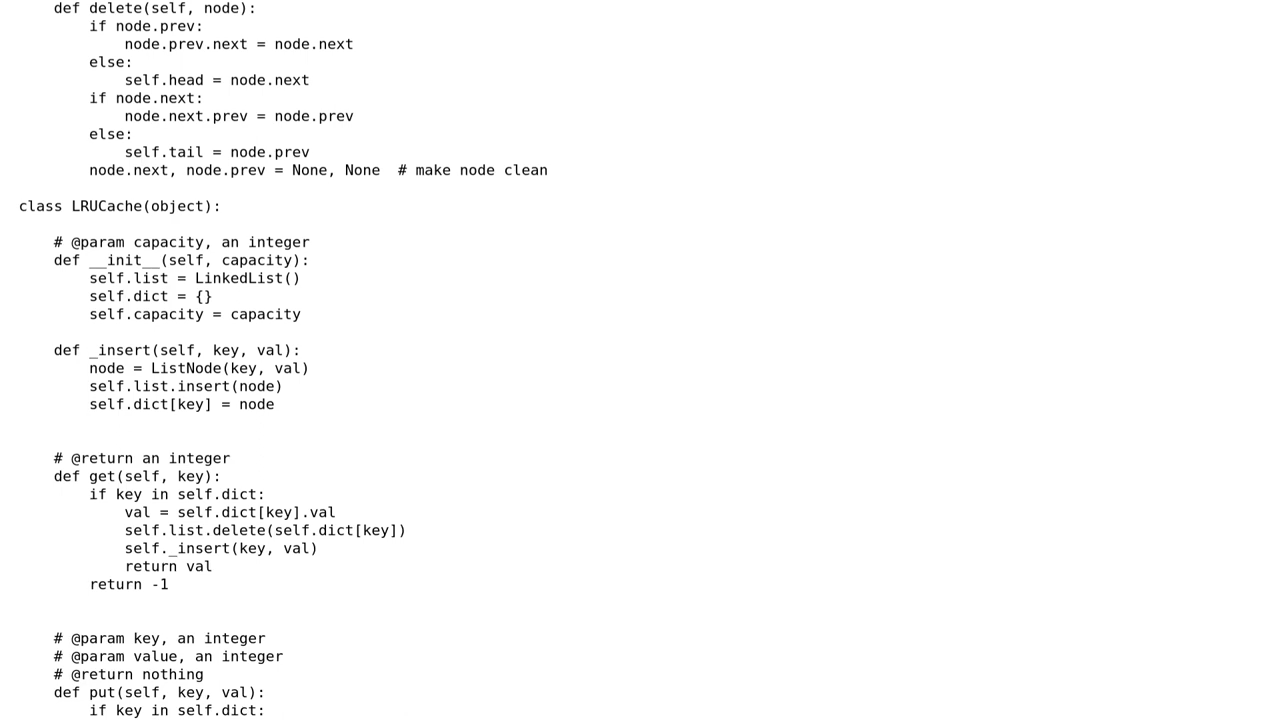 def delete(self, node):
        if node.prev:
            node.prev.next = node.next
        else:
            self.head = node.next
        if node.next:
            node.next.prev = node.prev
        else:
            self.tail = node.prev
        node.next, node.prev = None, None  # make node clean

class LRUCache(object):

    # @param capacity, an integer
    def __init__(self, capacity):
        self.list = LinkedList()
        self.dict = {}
        self.capacity = capacity

    def _insert(self, key, val):
        node = ListNode(key, val)
        self.list.insert(node)
        self.dict[key] = node


    # @return an integer
    def get(self, key):
        if key in self.dict:
            val = self.dict[key].val
            self.list.delete(self.dict[key])
            self._insert(key, val)
            return val
        return -1


    # @param key, an integer
    # @param value, an integer
    # @return nothing
    def put(self, key, val):
        if key in self.dict: